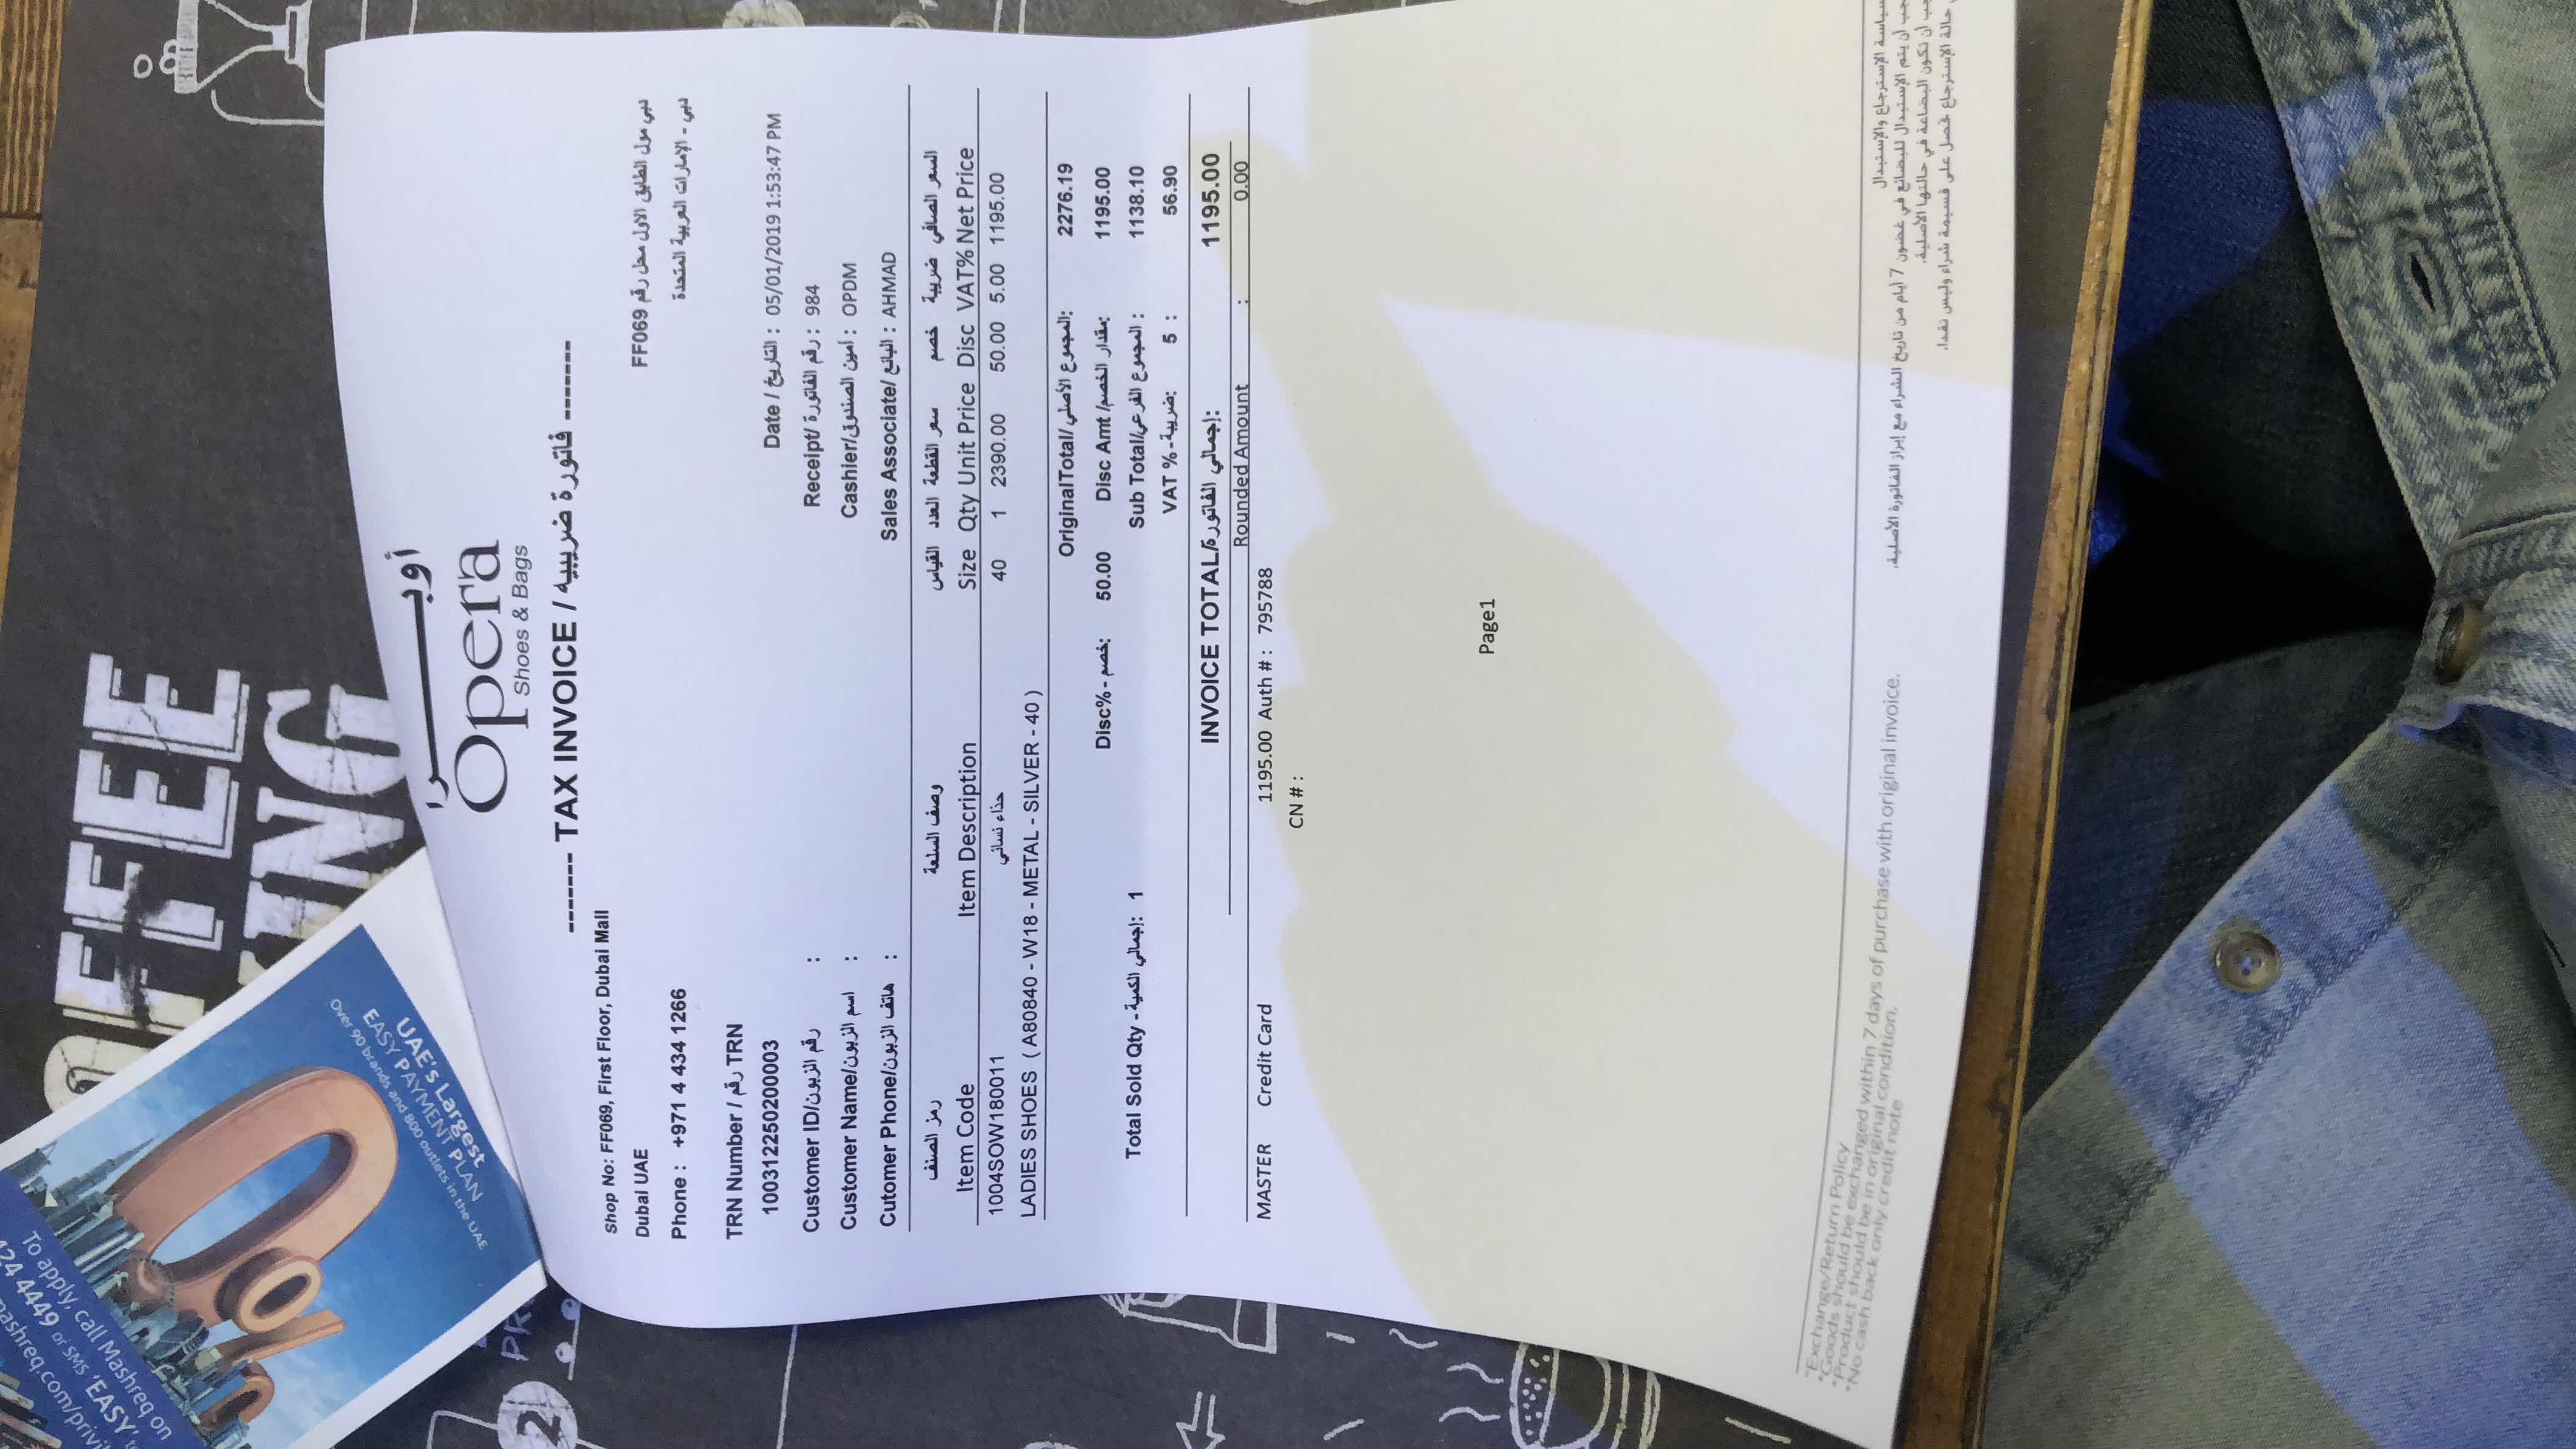 OFFEE
ING
To apply, call Mashreq on
424 4449 or SMS 'EASY' to
0%
Over 90 brands and 800 outlets in the UAE
EASY PAYMENT PLAN
UAE's Largest
2
PR
أوبرا
Opera
Shoes & Bags
------- TAX INVOICE / فاتورة ضريبيه -------
Shop No: FF069, First Floor, Dubai Mall
Dubai UAE
دبي مول الطابق الاول محل رقم FF069
Phone : +971 4 434 1266
دبي - الإمارات العربية المتحدة
TRN Number / رقم TRN
100312250200003
Date / التاريخ : 05/01/2019 1:53:47 PM
Customer ID/رقم الزبون :
Receipt/ رقم الفاتورة : 984
Customer Name/اسم الزبون :
Cashier/أمين الصندوق : OPDM
Cutomer Phone/هاتف الزبون :
Sales Associate/ البائع : AHMAD
رمز الصنف وصف السلعة القياس العدد سعر القطعة خصم ضريبة السعر الصافي
Item Code Item Description Size Qty Unit Price Disc VAT% Net Price
1004SOW180011 حذاء نسائي 40 1 2390.00 50.00 5.00 1195.00
LADIES SHOES ( A80840 - W18 - METAL - SILVER - 40 )
OriginalTotal/المجموع الأصلي: 2276.19
Disc% - خصم: 50.00 Disc Amt /مقدار الخصم: 1195.00
Total Sold Qty - إجمالي الكمية: 1 Sub Total/المجموع الفرعي : 1138.10
VAT % -ضريبة: 5 : 56.90
INVOICE TOTAL/إجمالي الفاتورة: 1195.00
Rounded Amount : 0.00
MASTER Credit Card 1195.00 Auth # : 795788
CN # :
Page1
*Exchange/Return Policy
*Goods should be exchanged within 7 days of purchase with original invoice.
*Product should be in original condition.
*No cash back only credit note
سياسة الإسترجاع والإستبدال
جب أن يتم الإستبدال للبضائع في غضون 7 أيام من تاريخ الشراء مع إبراز الفاتورة الأصلية.
جب أن تكون البضاعة في حالتها الأصلية.
حالة الإسترجاع تحصل على قسيمة شراء وليس نقدا.